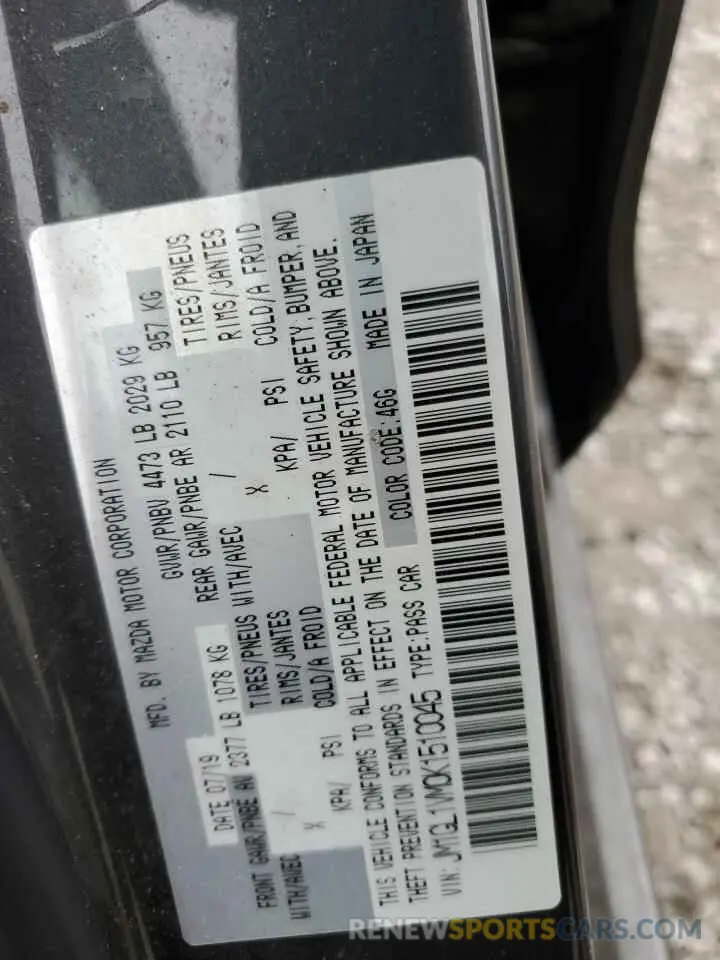 MFD. BY MAZDA MOTOR CORPORATION
DATE 07/19 GVWR/PNBV 4473 LB 2029 KG
FRONT GAWR/PNBE AV 2377 LB 1078 KG REAR GAWR/PNBE AR 2110 LB 957 KG
WITH/AVEC / TIRES/PNEUS WITH/AVEC / TIRES/PNEUS
X RIMS/JANTES X RIMS/JANTES
KPA/ PSI COLD/A FROID KPA/ PSI COLD/A FROID
THIS VEHICLE CONFORMS TO ALL APPLICABLE FEDERAL MOTOR VEHICLE SAFETY, BUMPER, AND
THEFT PREVENTION STANDARDS IN EFFECT ON THE DATE OF MANUFACTURE SHOWN ABOVE.
VIN: JM1GL1VM0K1510045 TYPE:PASS CAR COLOR CODE:46G MADE IN JAPAN
RENEWSPORTSCARS.COM